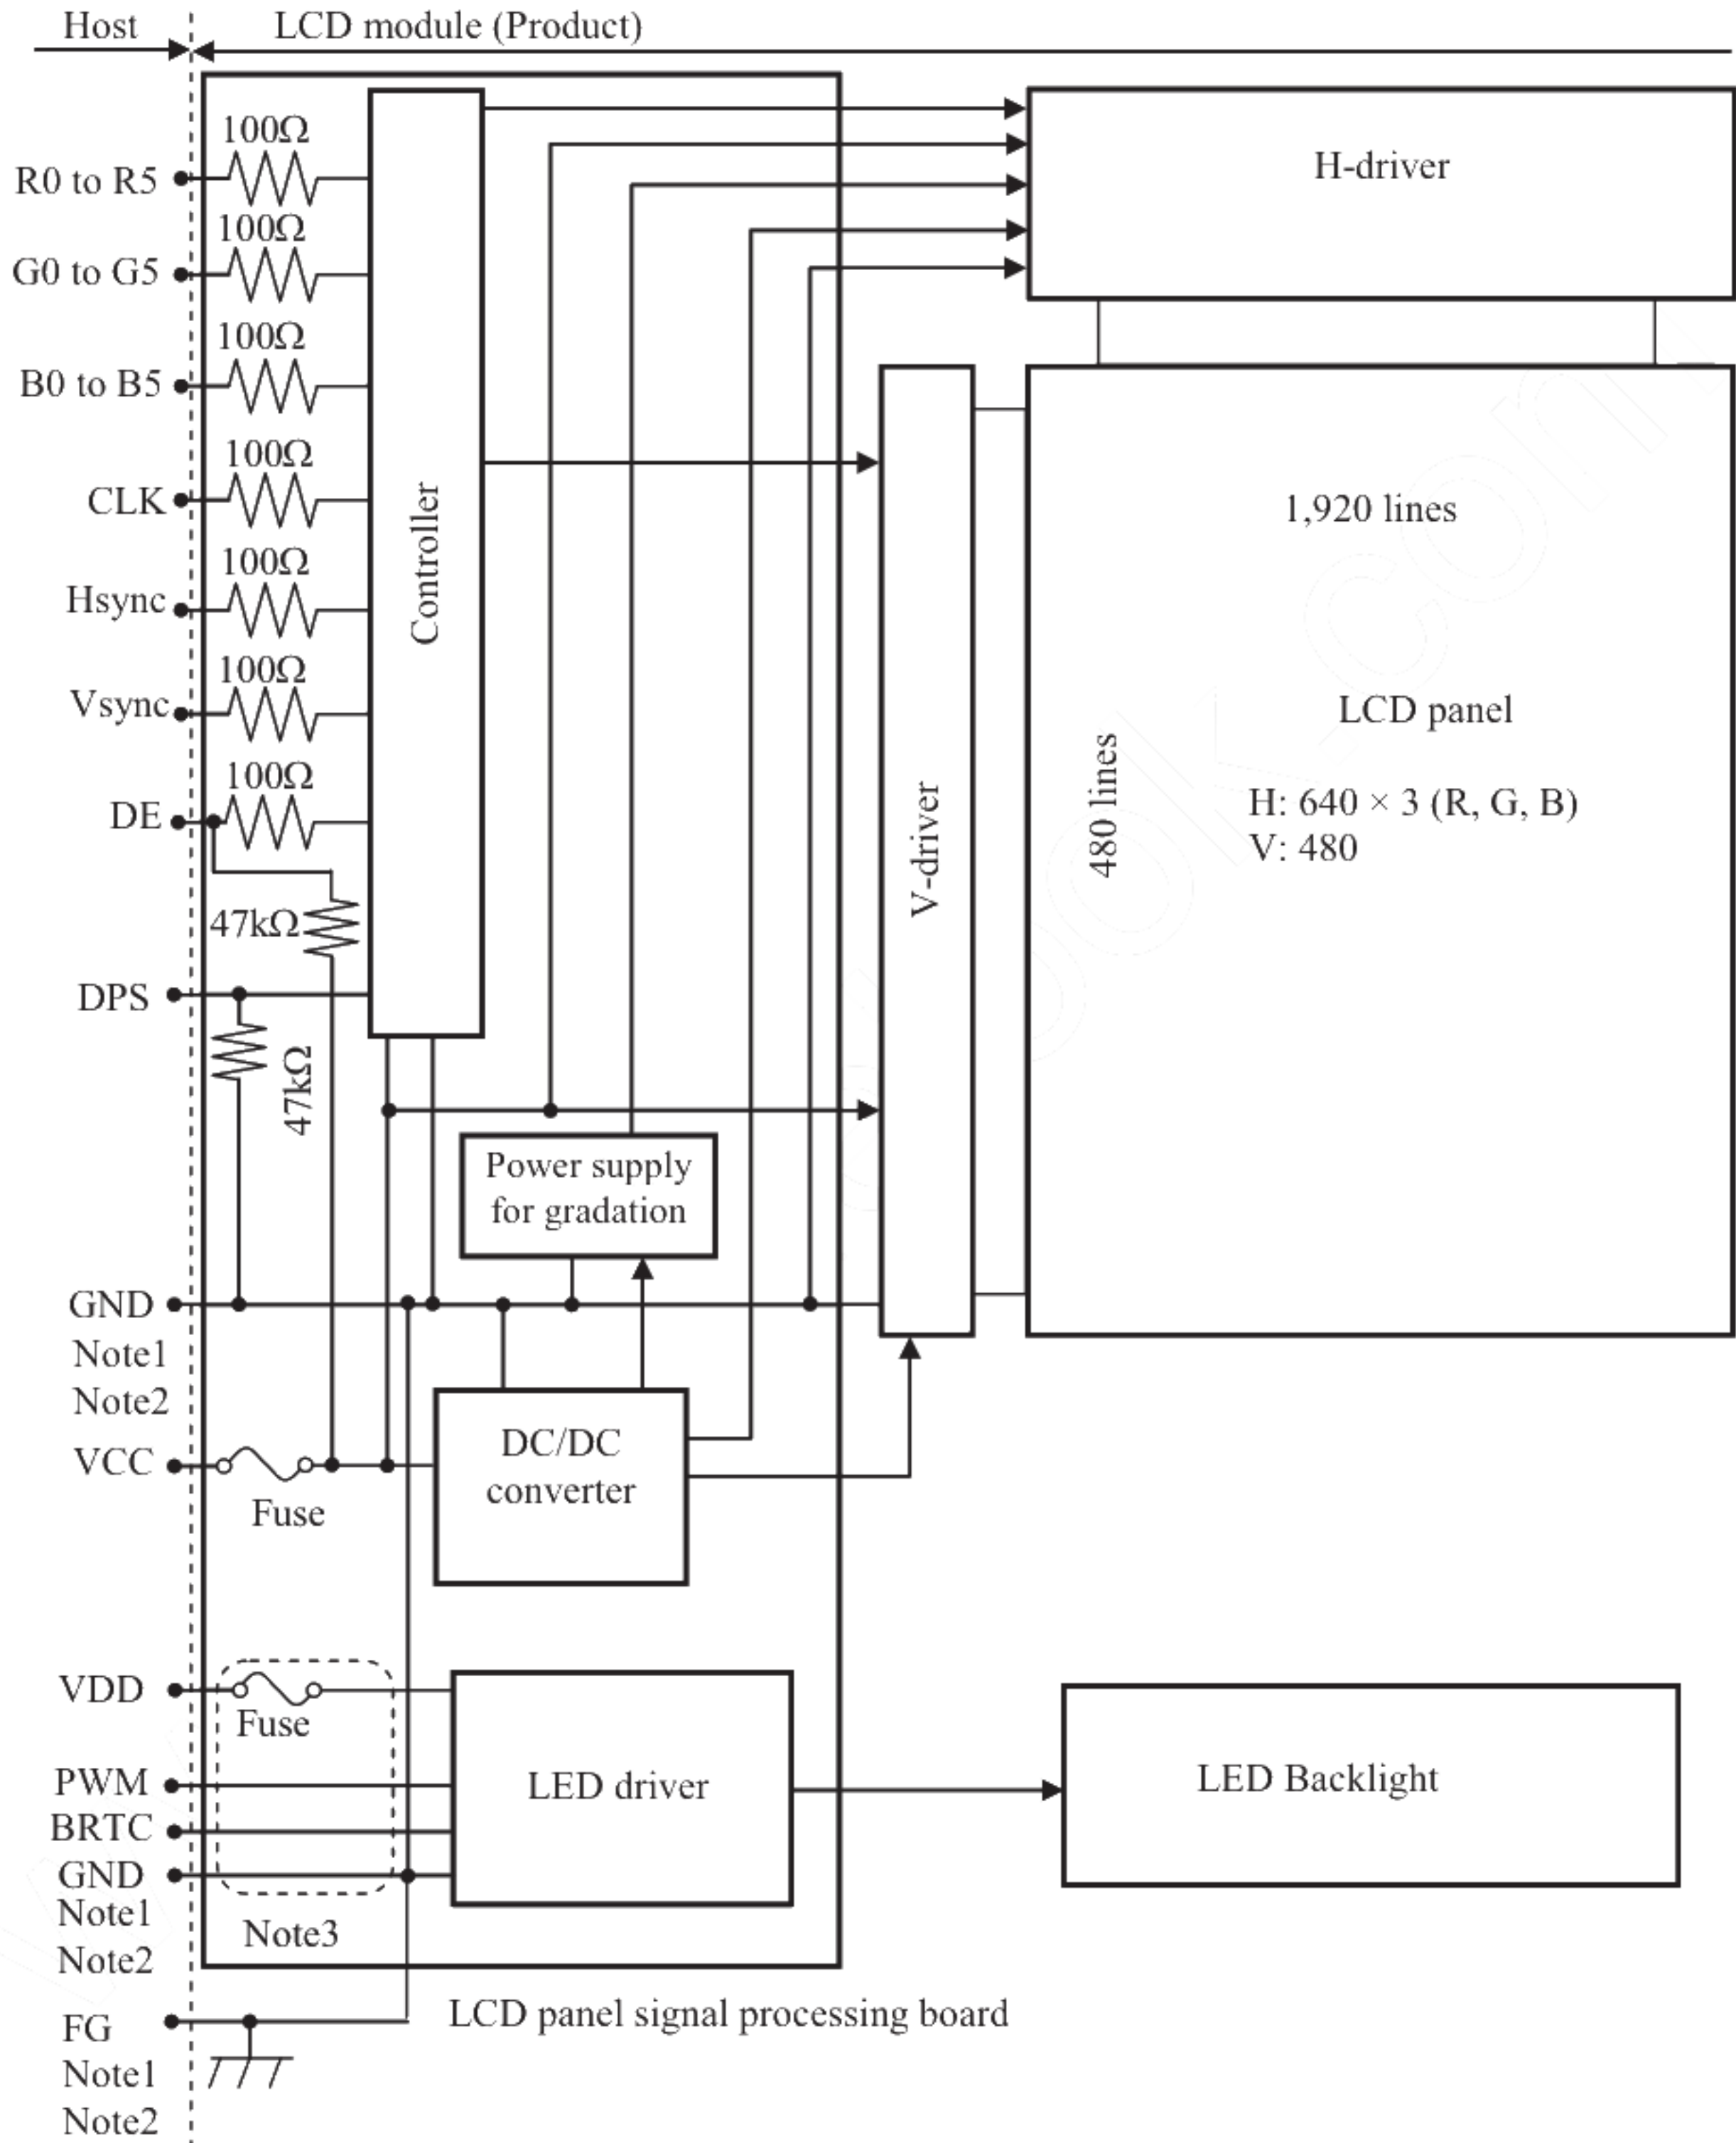 Host
LCD module (Product)
100Ω
R0 to R5
100Ω
G0 to G5
100Ω
B0 to B5
100Ω
CLK
100Ω
Hsync
100Ω
Vsync
100Ω
DE
47kΩ
DPS
47kΩ
Controller
H-driver
V-driver
1,920 lines
480 lines
LCD panel
H: 640 × 3 (R, G, B)
V: 480
Power supply
for gradation
GND
Note1
Note2
VCC
Fuse
DC/DC
converter
VDD
Fuse
PWM
BRTC
GND
Note1
Note2
Note3
LED driver
LED Backlight
FG
Note1
Note2
LCD panel signal processing board